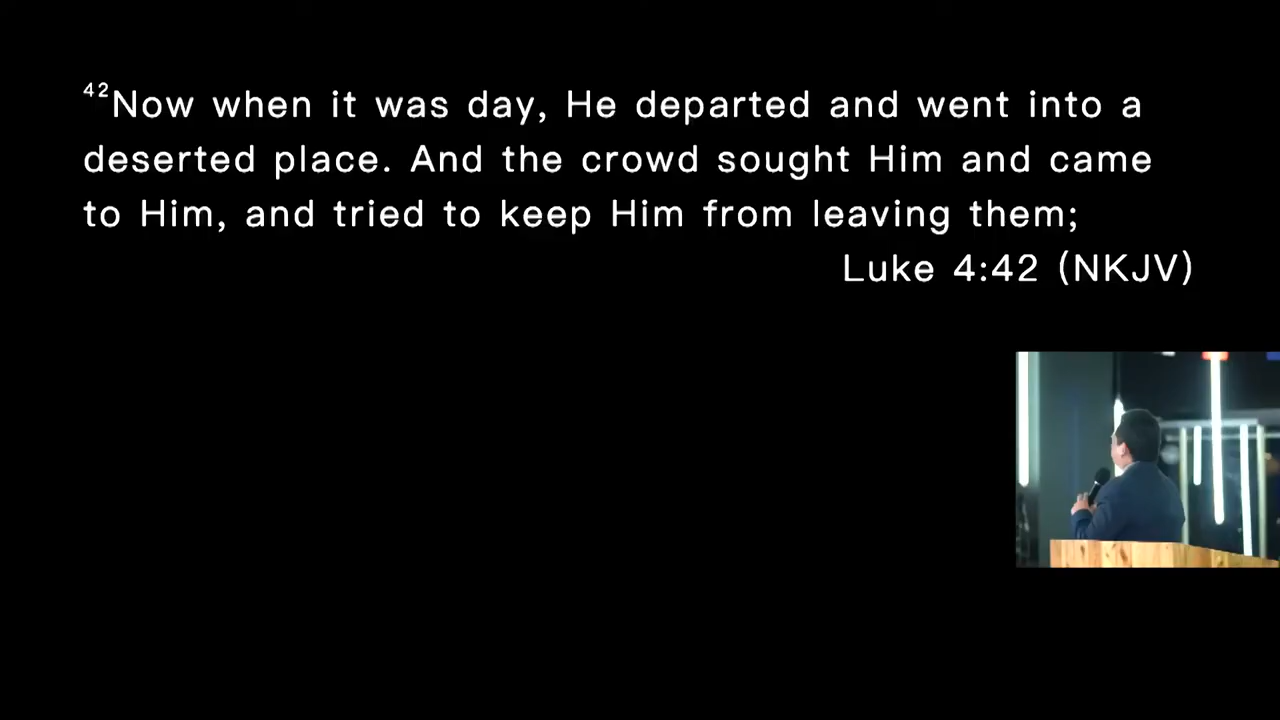 42Now when it was day, He departed and went into a
deserted place. And the crowd sought Him and came
to Him, and tried to keep Him from leaving them;
Luke 4:42 (NKJV)